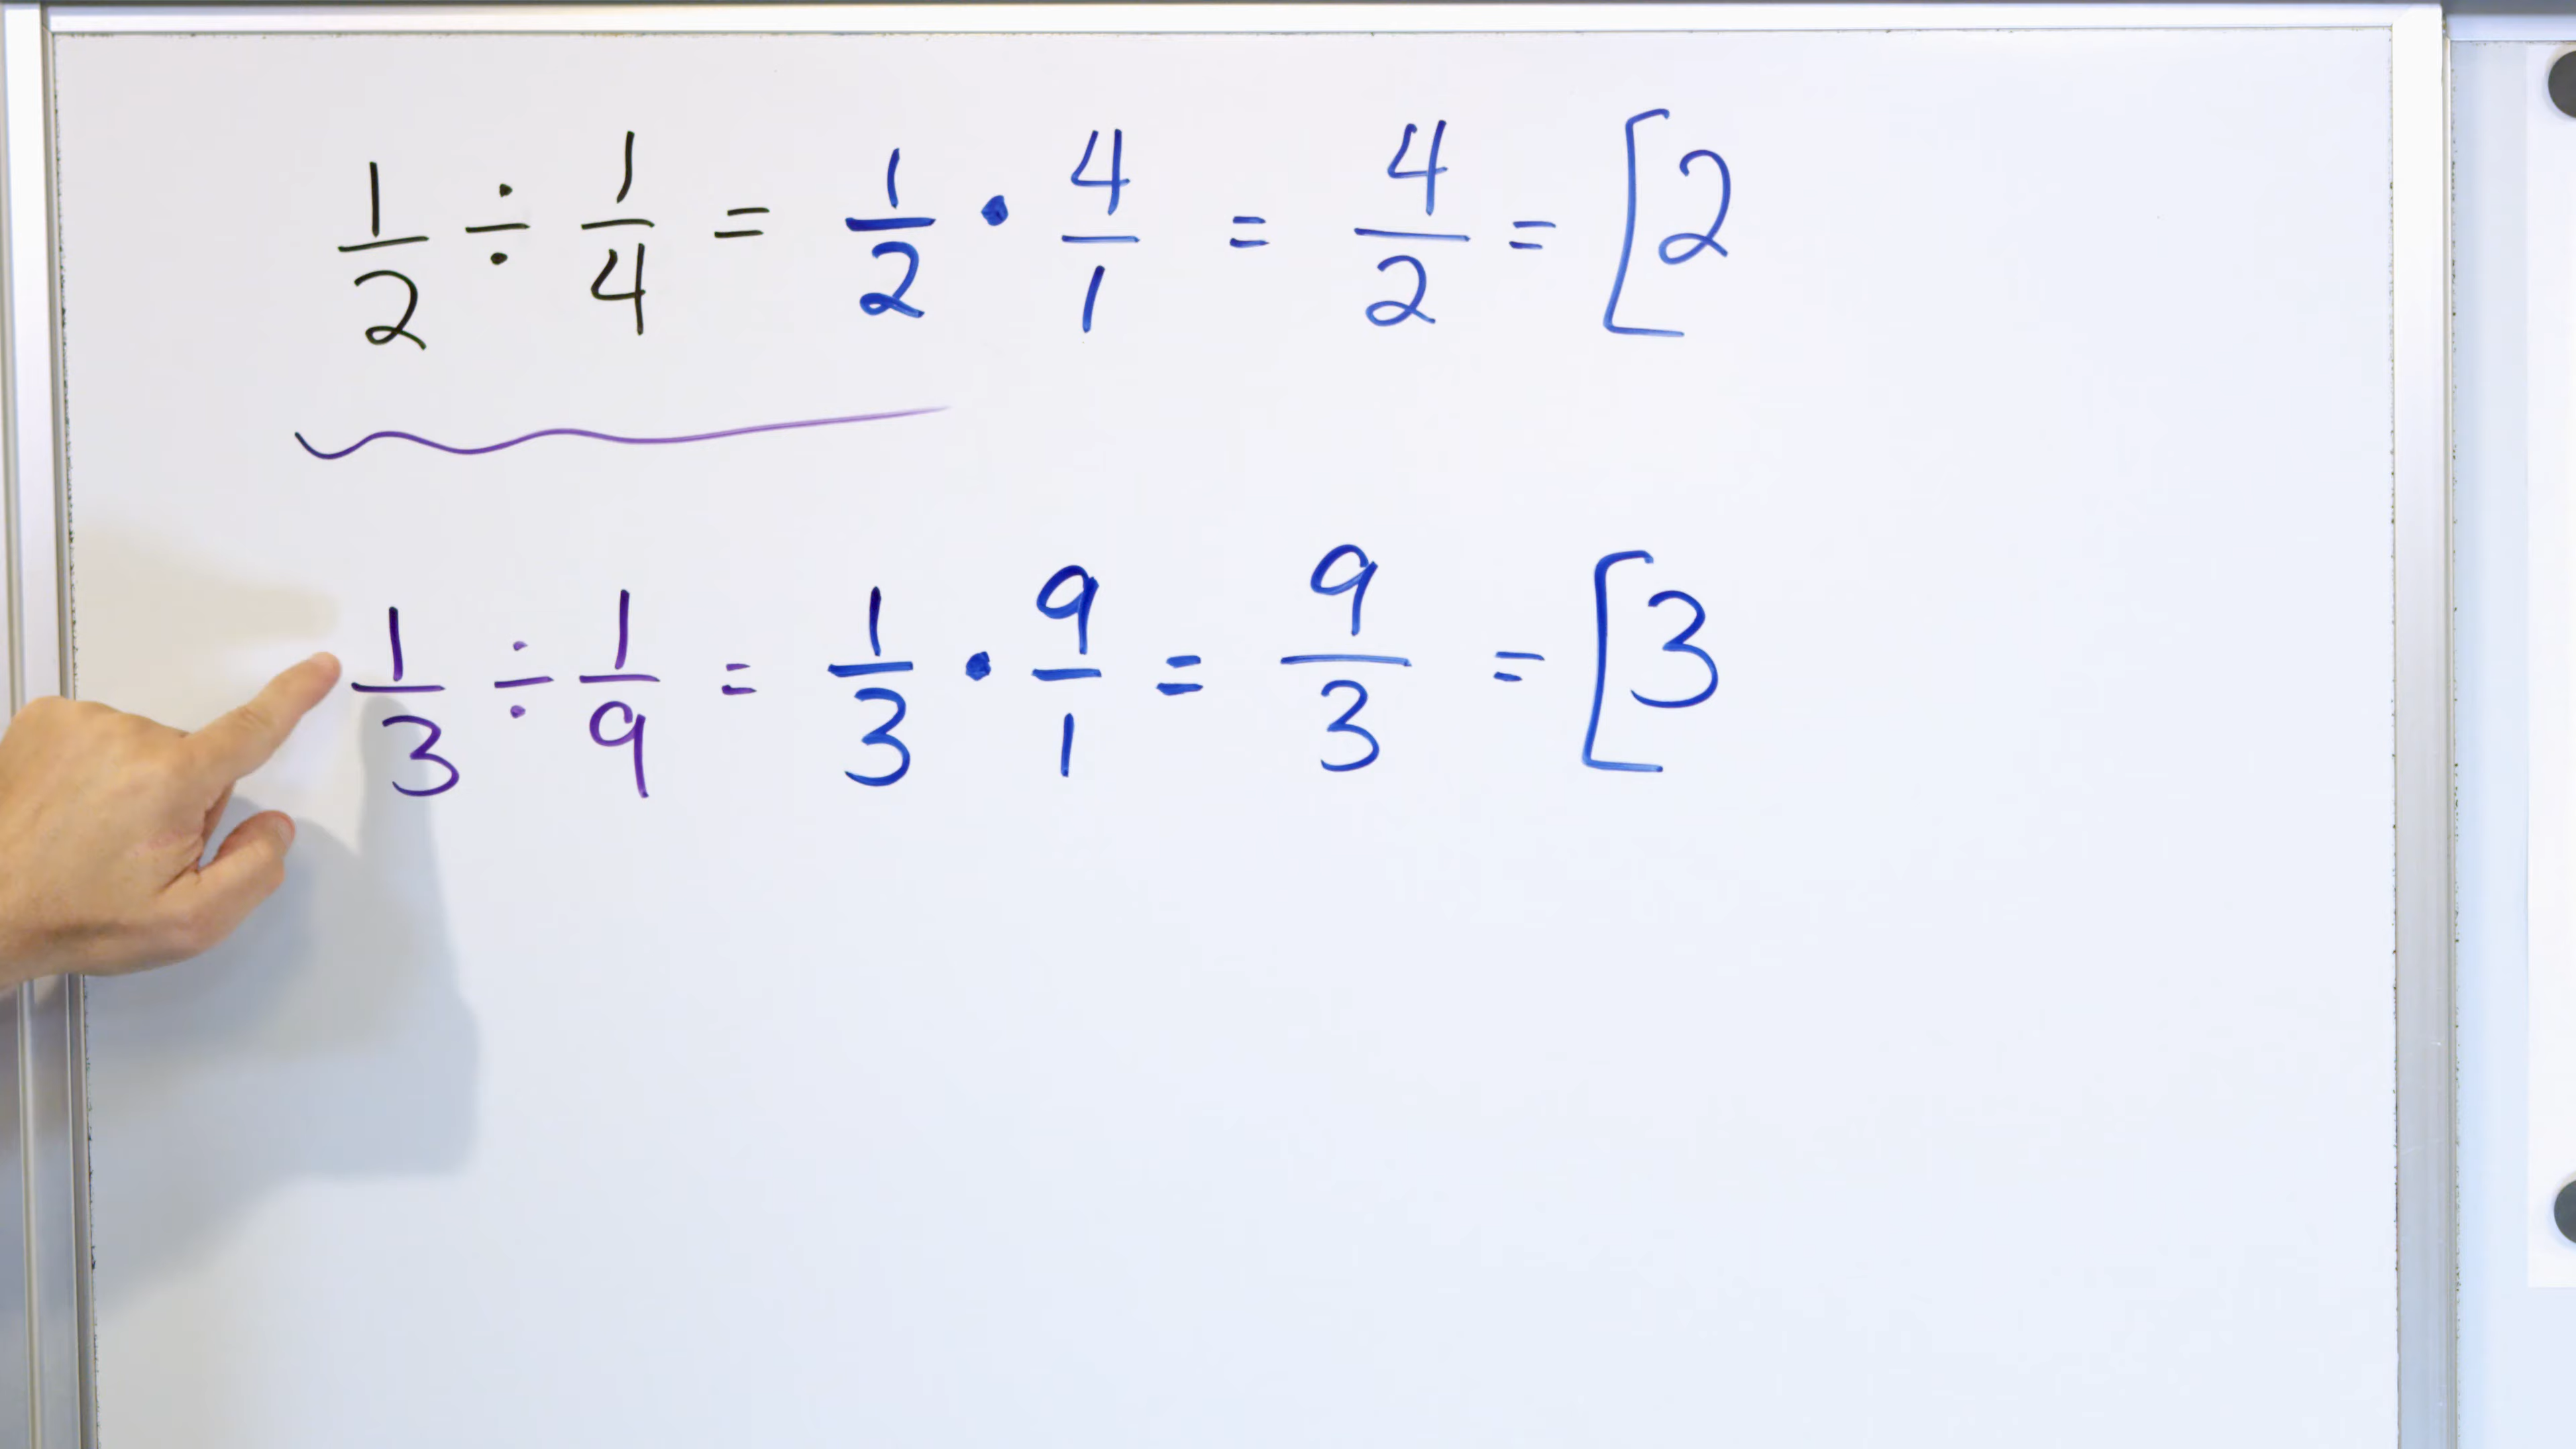 1/2 ÷ 1/4 = 1/2 • 4/1 = 4/2 = [2
1/3 ÷ 1/9 = 1/3 • 9/1 = 9/3 = [3